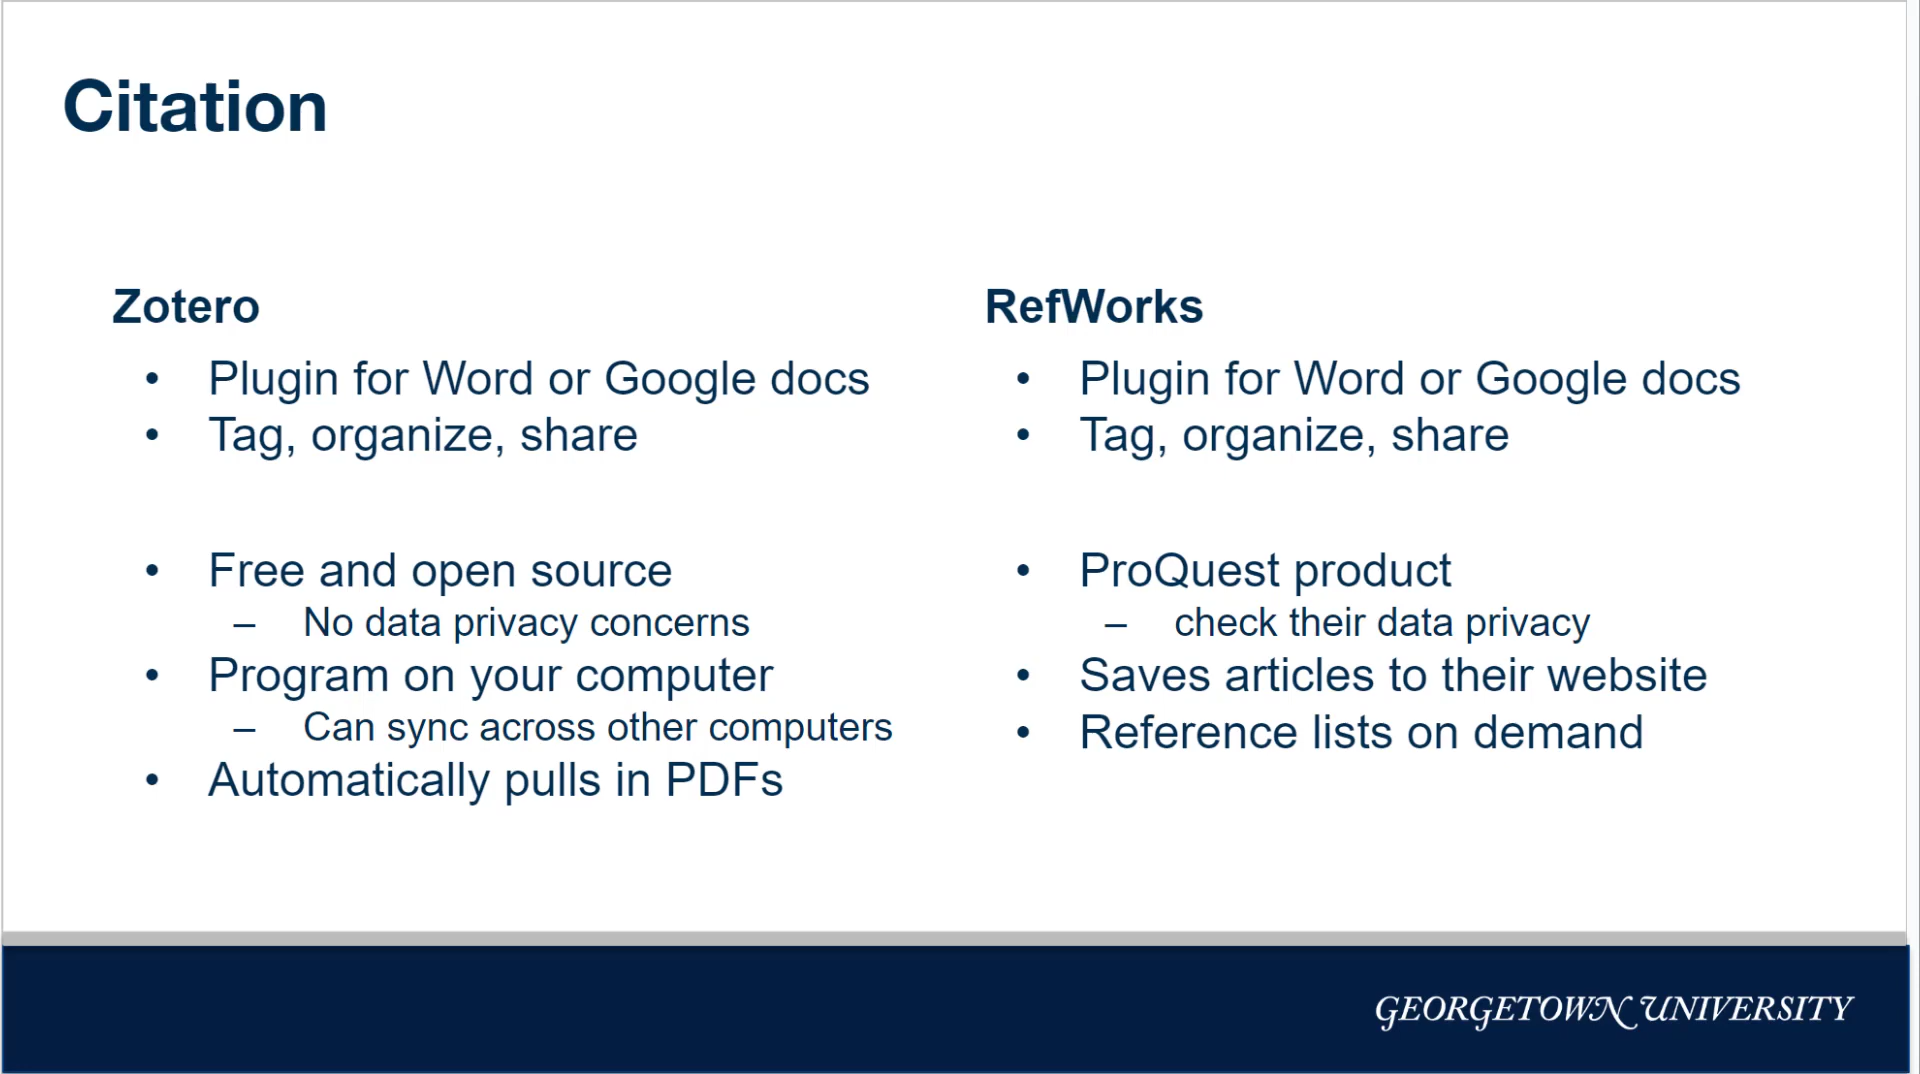 Citation
Zotero
• Plugin for Word or Google docs
• Tag, organize, share
• Free and open source
– No data privacy concerns
• Program on your computer
– Can sync across other computers
• Automatically pulls in PDFs
RefWorks
• Plugin for Word or Google docs
• Tag, organize, share
• ProQuest product
– check their data privacy
• Saves articles to their website
• Reference lists on demand
GEORGETOWN UNIVERSITY